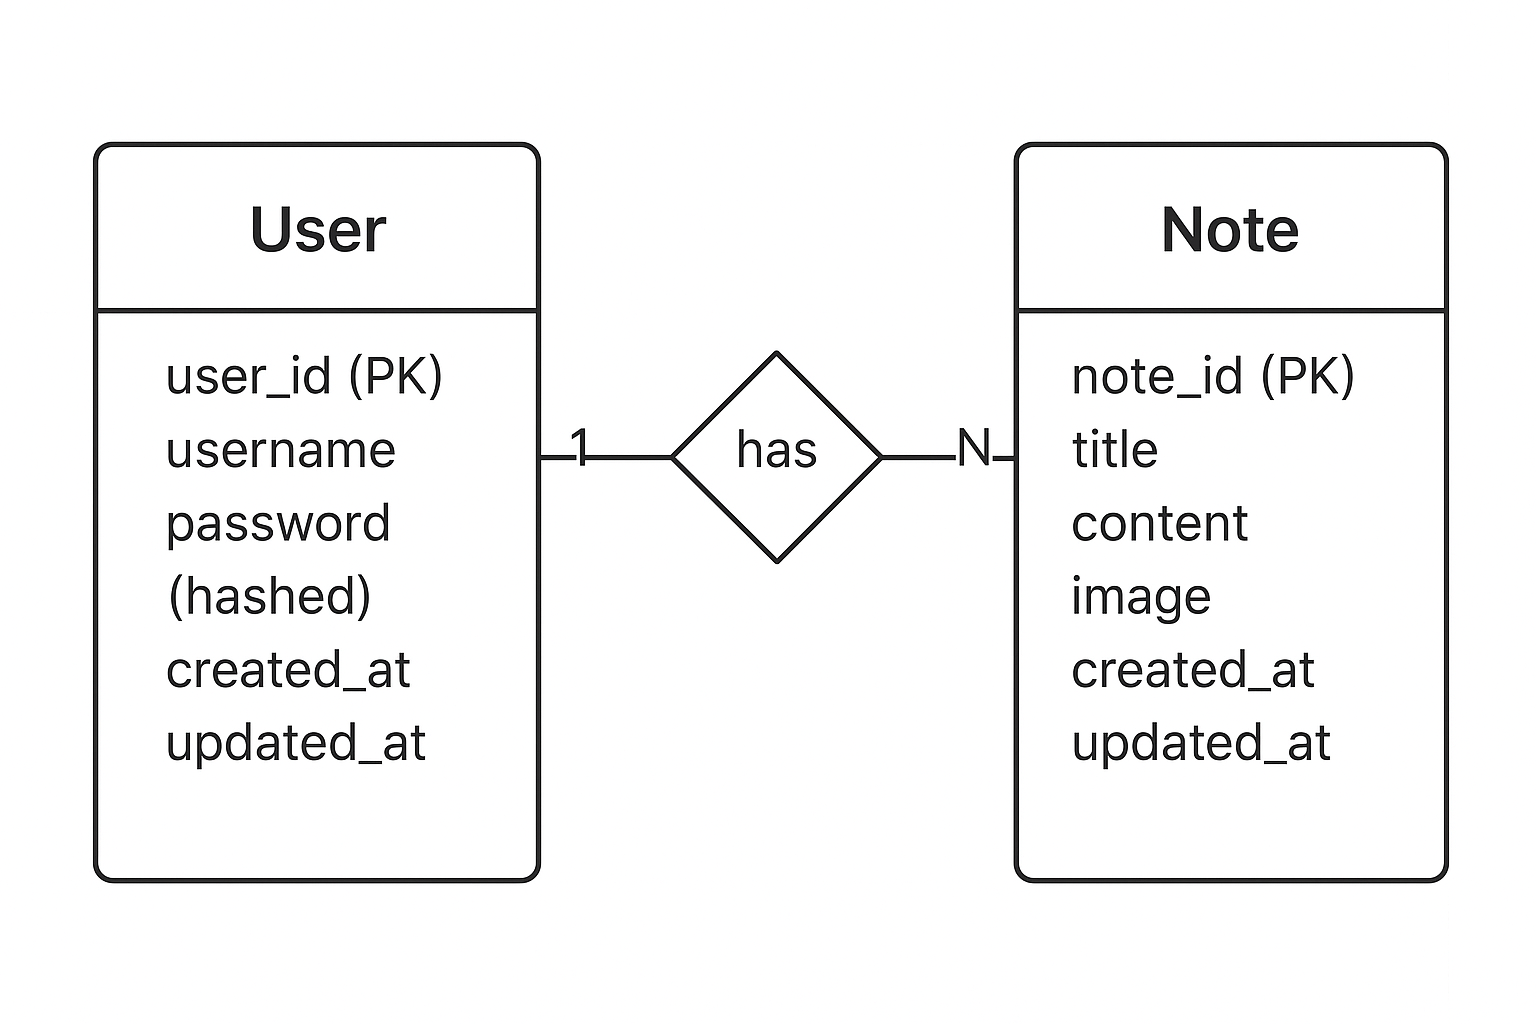 User
user_id (PK)
username
password
(hashed)
created_at
updated_at
1
has
N
Note
note_id (PK)
title
content
image
created_at
updated_at